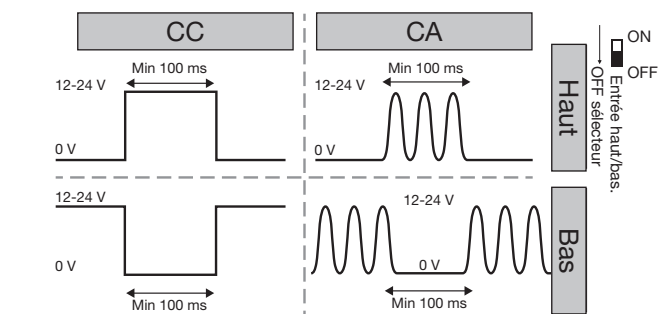 CC
CA
Min 100 ms
12-24 V
0 V
Min 100 ms
12-24 V
0 V
Haut
OFF sélecteur
Entrée haut/bas.
ON
OFF
12-24 V
0 V
Min 100 ms
12-24 V
0 V
Min 100 ms
Bas